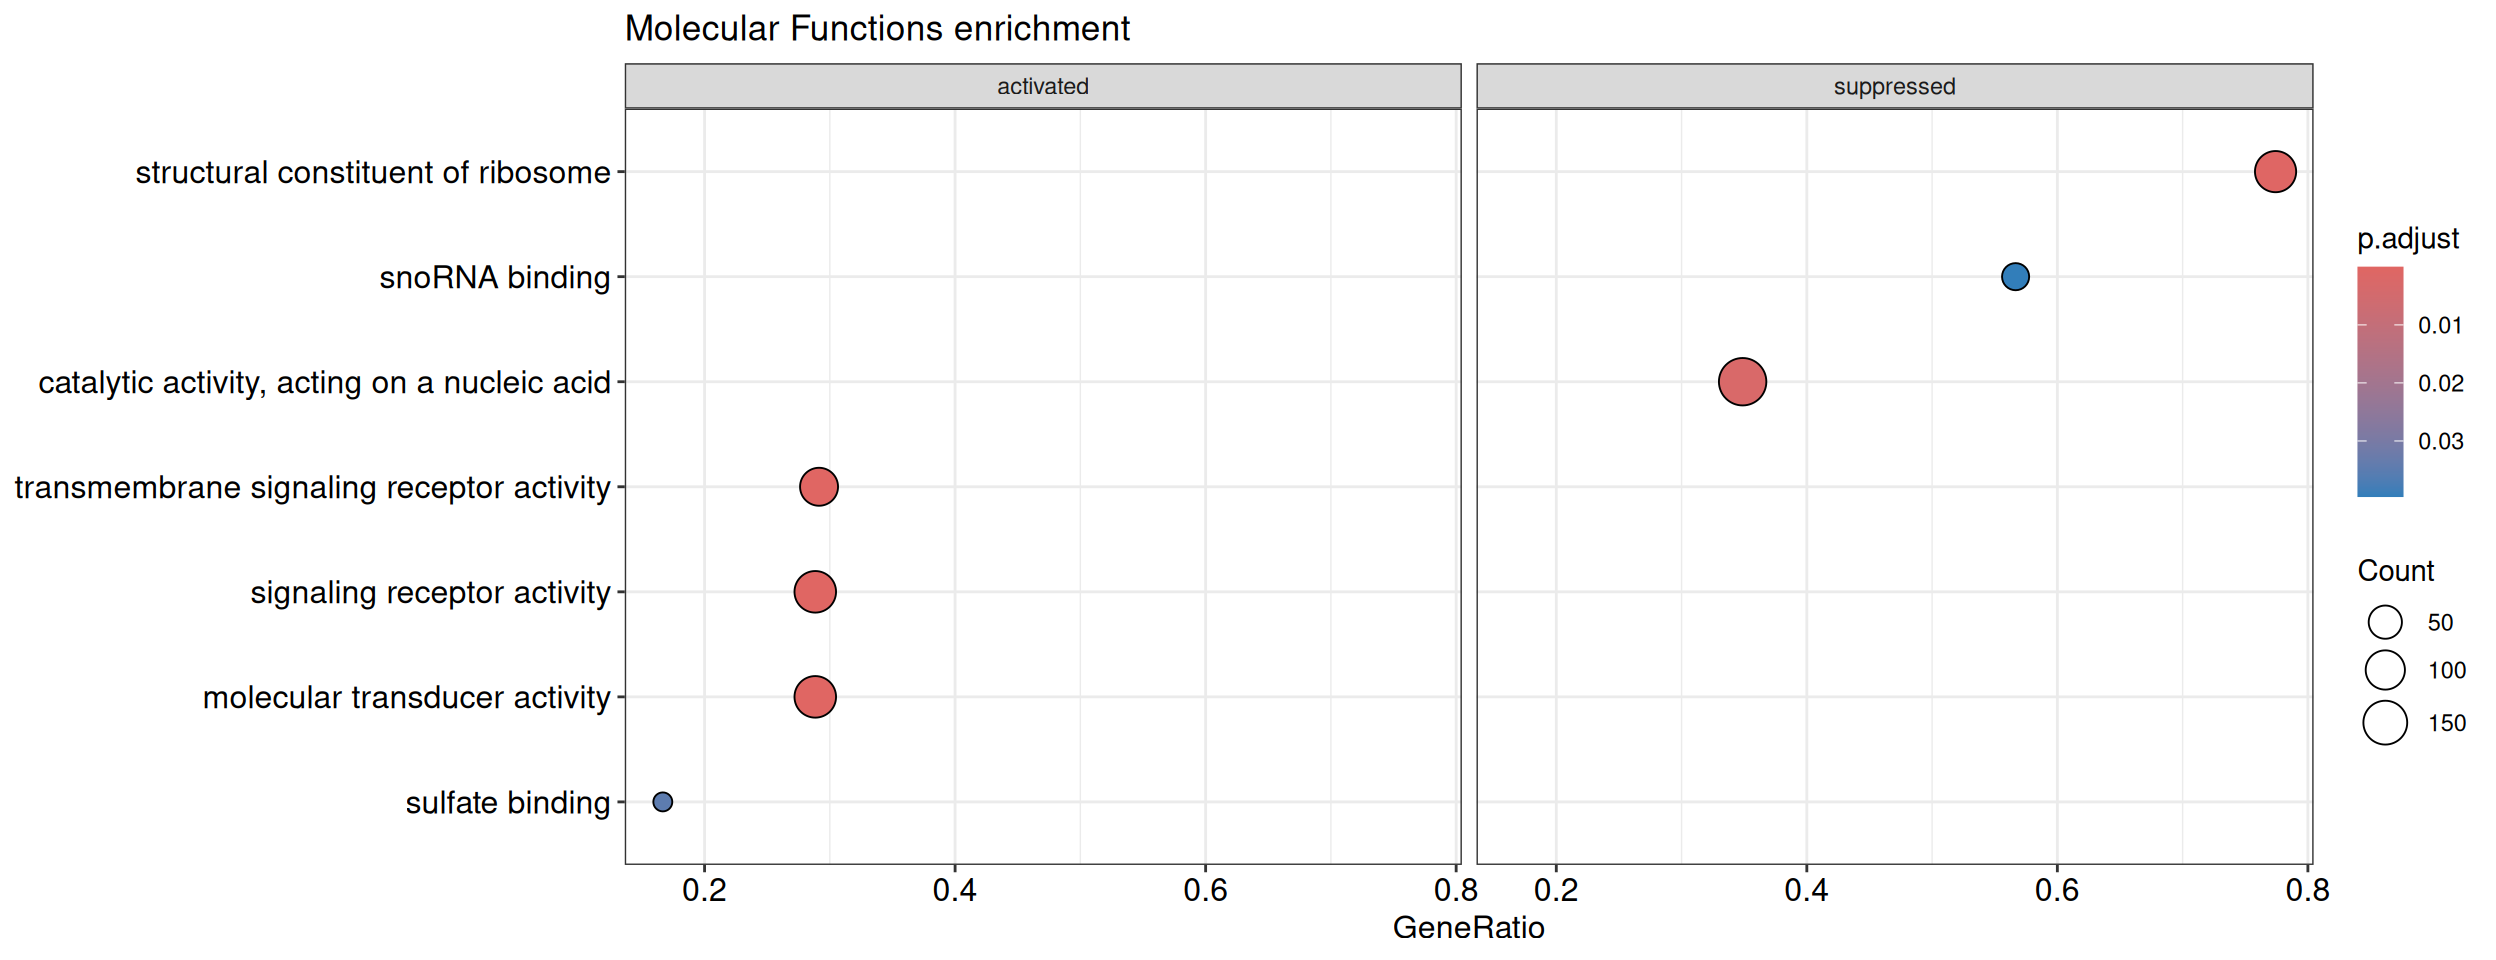 Molecular Functions enrichment
activated
suppressed
structural constituent of ribosome
snoRNA binding
catalytic activity, acting on a nucleic acid
transmembrane signaling receptor activity
signaling receptor activity
molecular transducer activity
sulfate binding
0.2 0.4 0.6 0.8
0.2 0.4 0.6 0.8
GeneRatio
p.adjust
0.01
0.02
0.03
Count
50
100
150